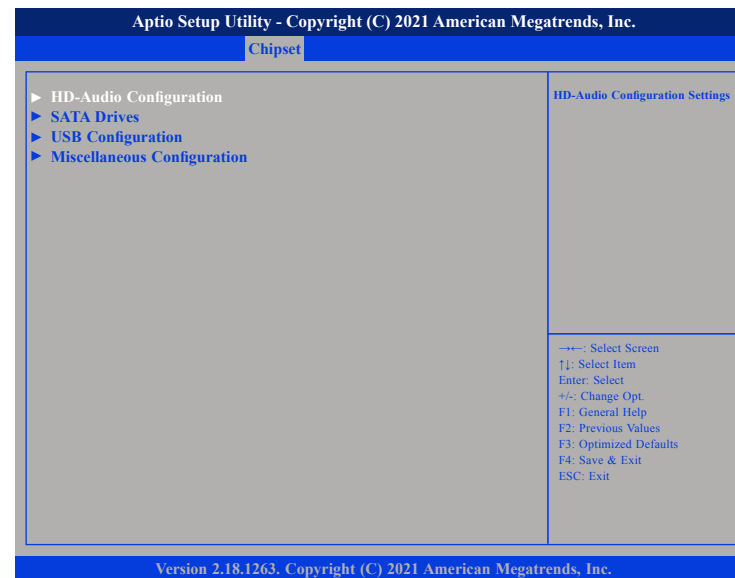 Aptio Setup Utility - Copyright (C) 2021 American Megatrends, Inc.
Chipset
► HD-Audio Configuration
► SATA Drives
► USB Configuration
► Miscellaneous Configuration
HD-Audio Configuration Settings
→←: Select Screen
↑↓: Select Item
Enter: Select
+/-: Change Opt.
F1: General Help
F2: Previous Values
F3: Optimized Defaults
F4: Save & Exit
ESC: Exit
Version 2.18.1263. Copyright (C) 2021 American Megatrends, Inc.